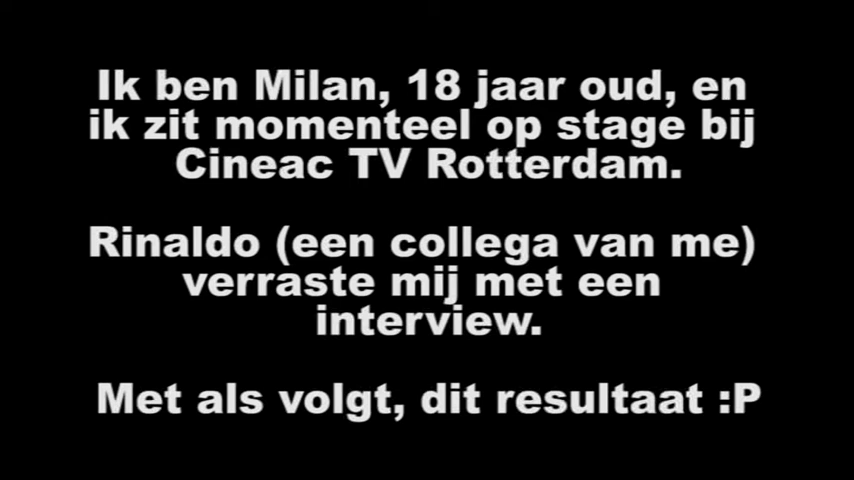 Ik ben Milan, 18 jaar oud, en
ik zit momenteel op stage bij
Cineac TV Rotterdam.
Rinaldo (een collega van me)
verraste mij met een
interview.
Met als volgt, dit resultaat :P